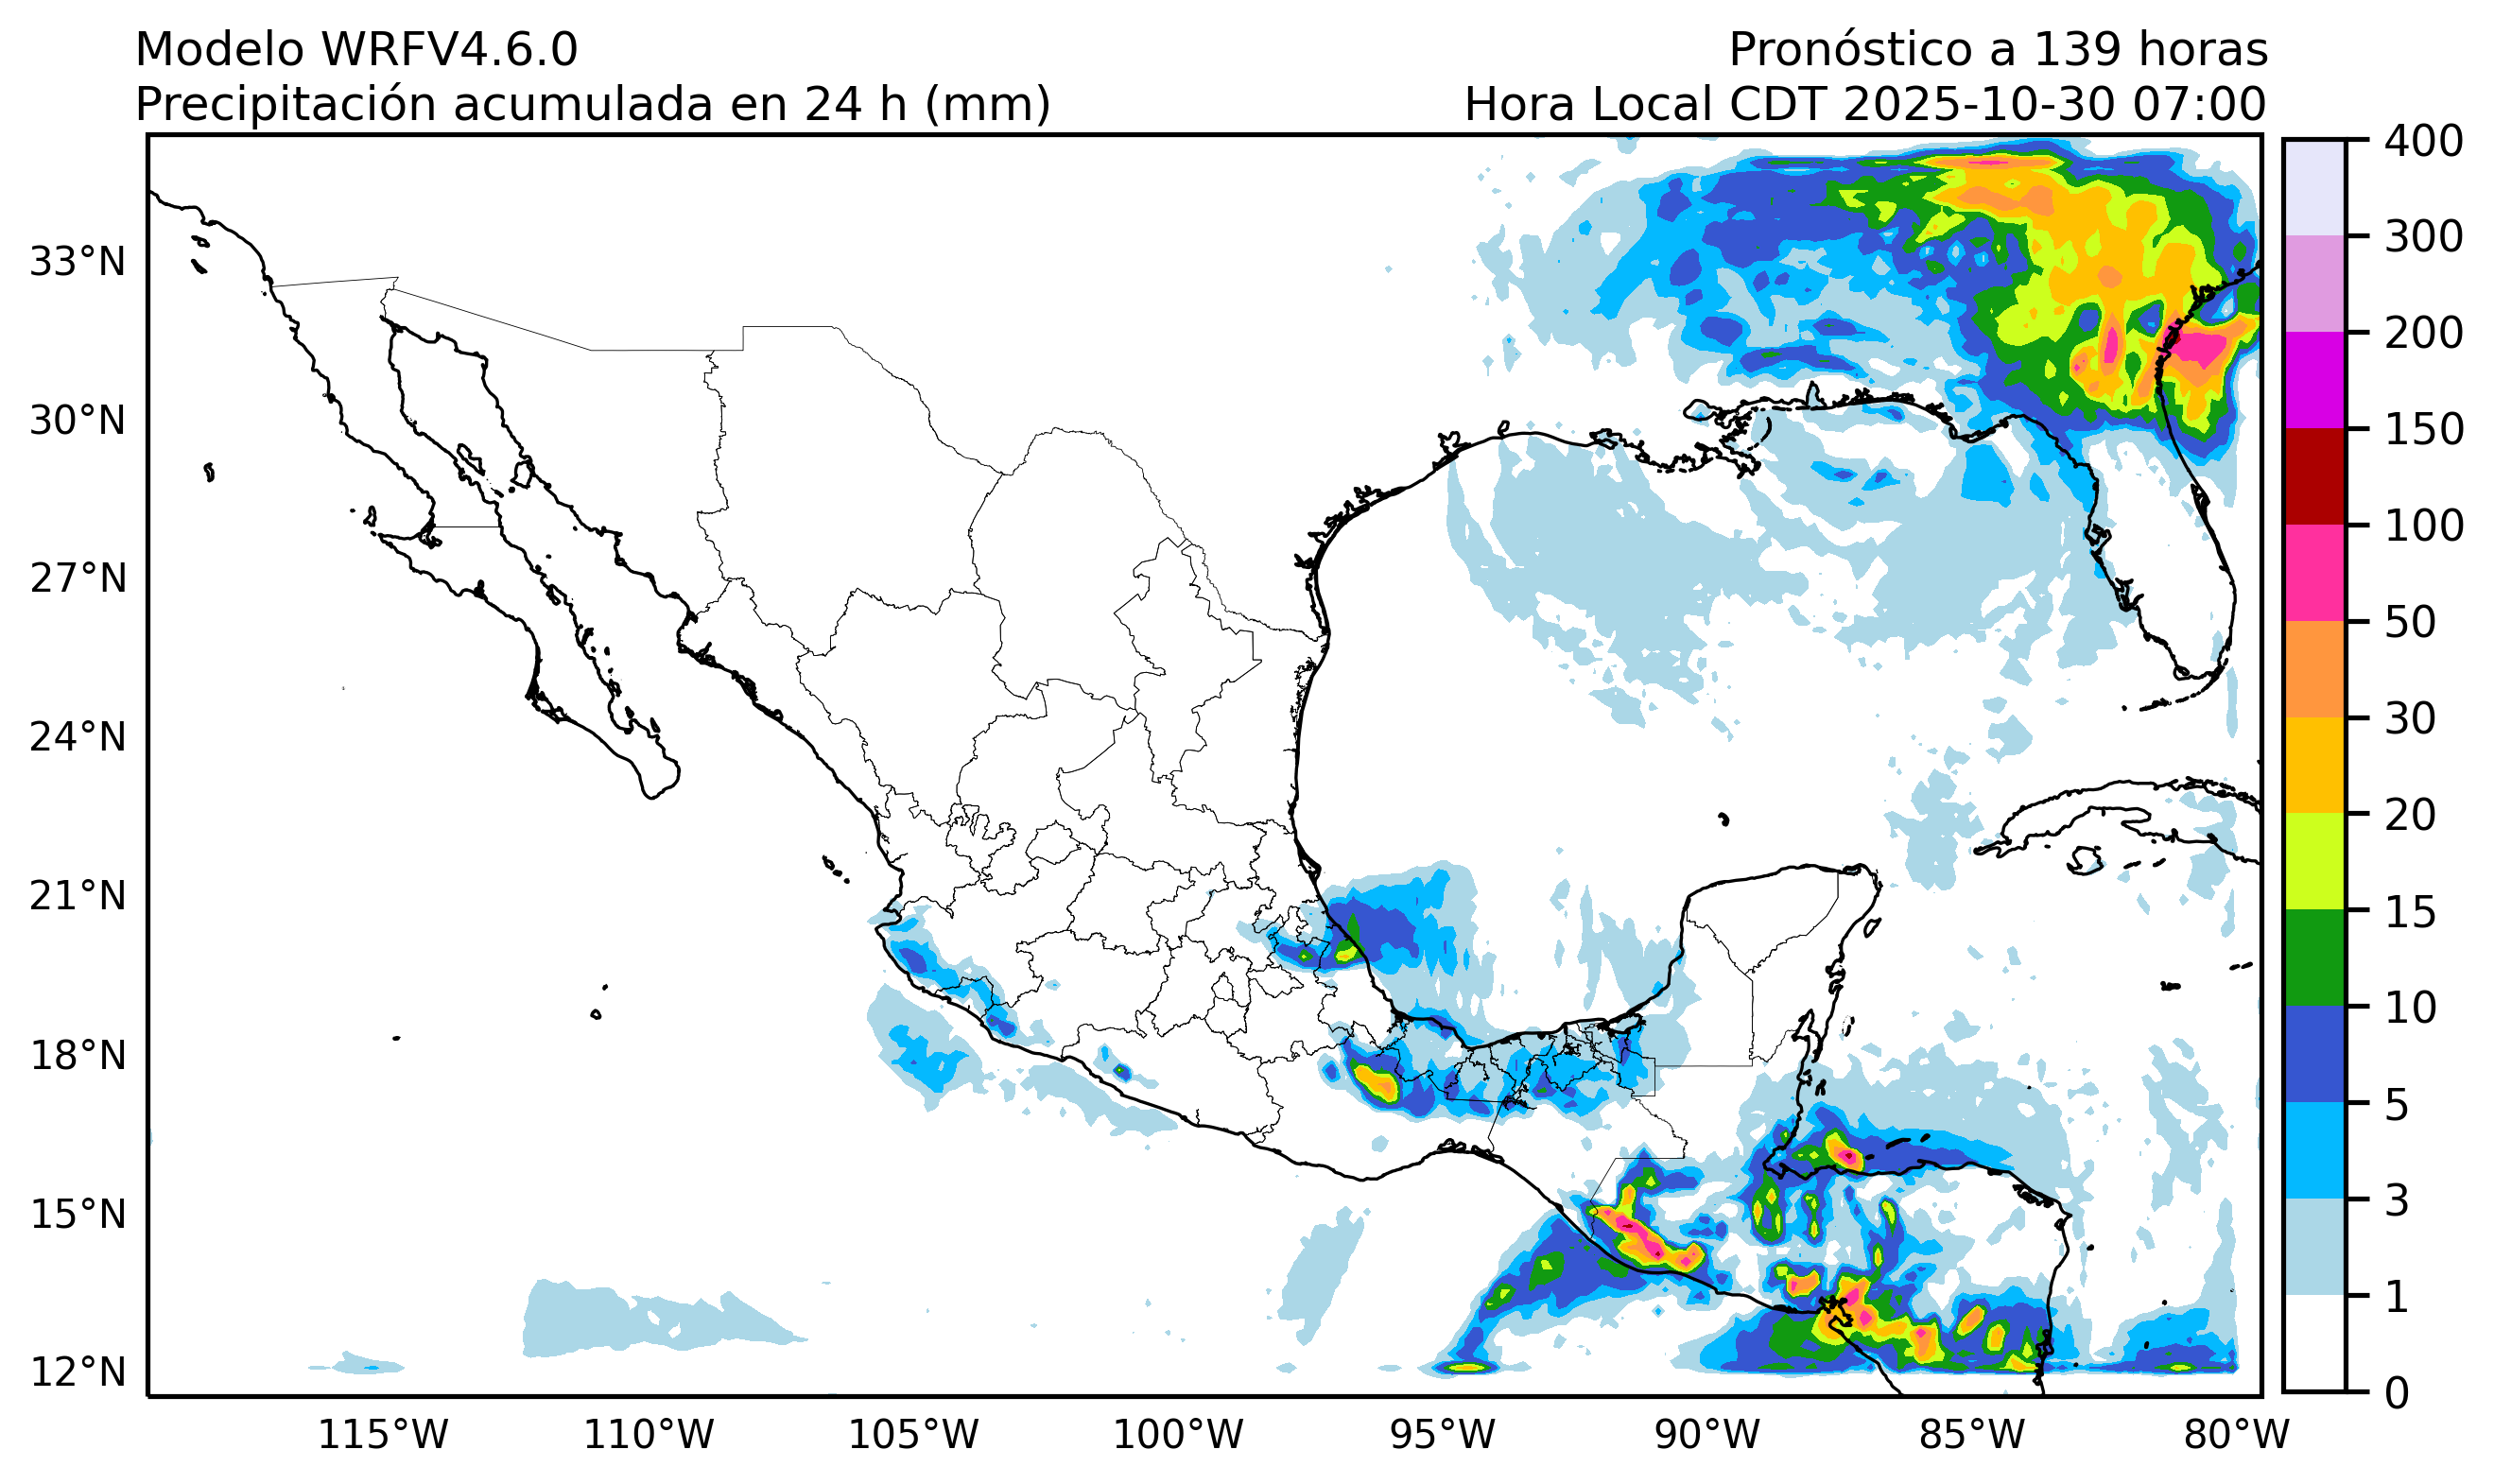 Modelo WRFV4.6.0
Pronóstico a 139 horas
Precipitación acumulada en 24 h (mm)
Hora Local CDT 2025-10-30 07:00
33°N
30°N
27°N
24°N
21°N
18°N
15°N
12°N
115°W
110°W
105°W
100°W
95°W
90°W
85°W
80°W
400
300
200
150
100
50
30
20
15
10
5
3
1
0